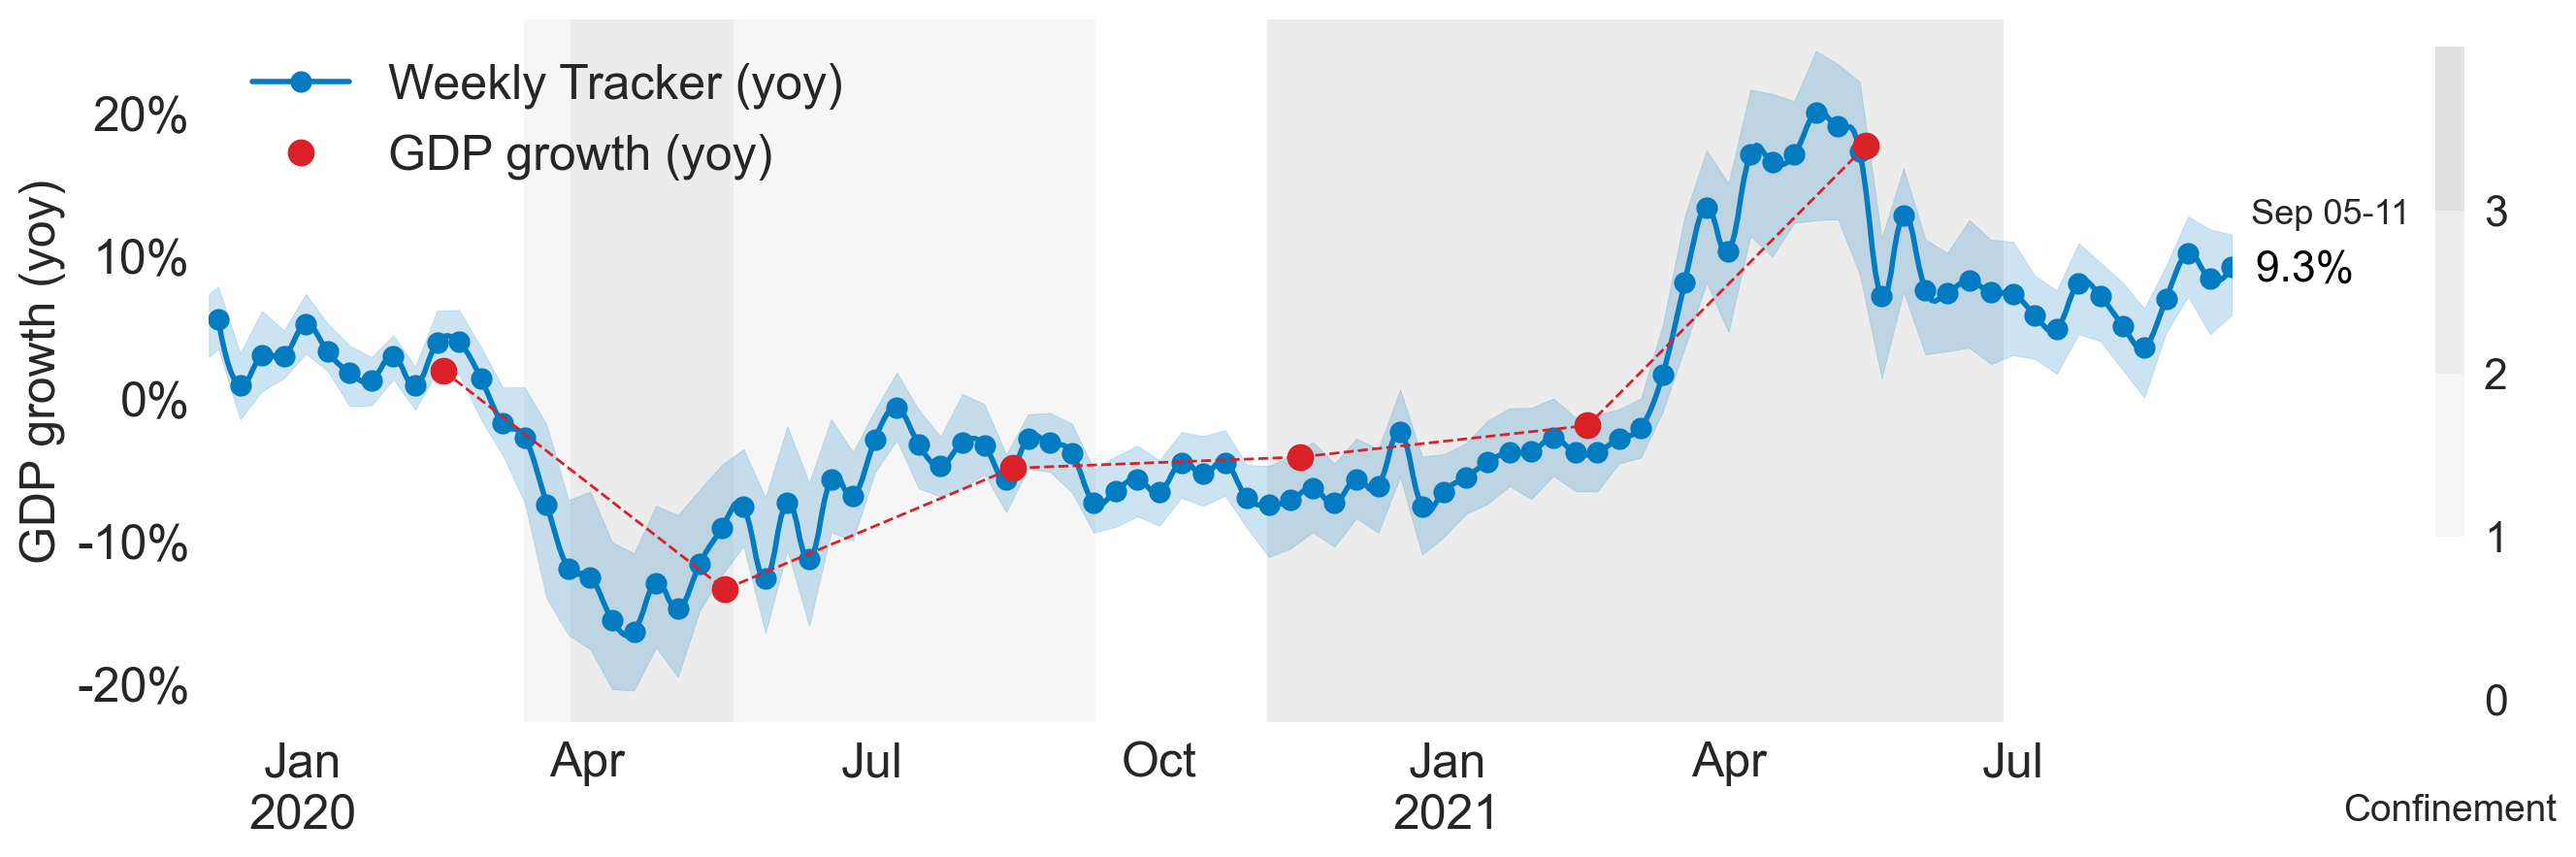 Weekly Tracker (yoy)
GDP growth (yoy)
GDP growth (yoy)
20%
10%
0%
-10%
-20%
Jan
2020
Apr
Jul
Oct
Jan
2021
Apr
Jul
Sep 05-11
9.3%
3
2
1
0
Confinement